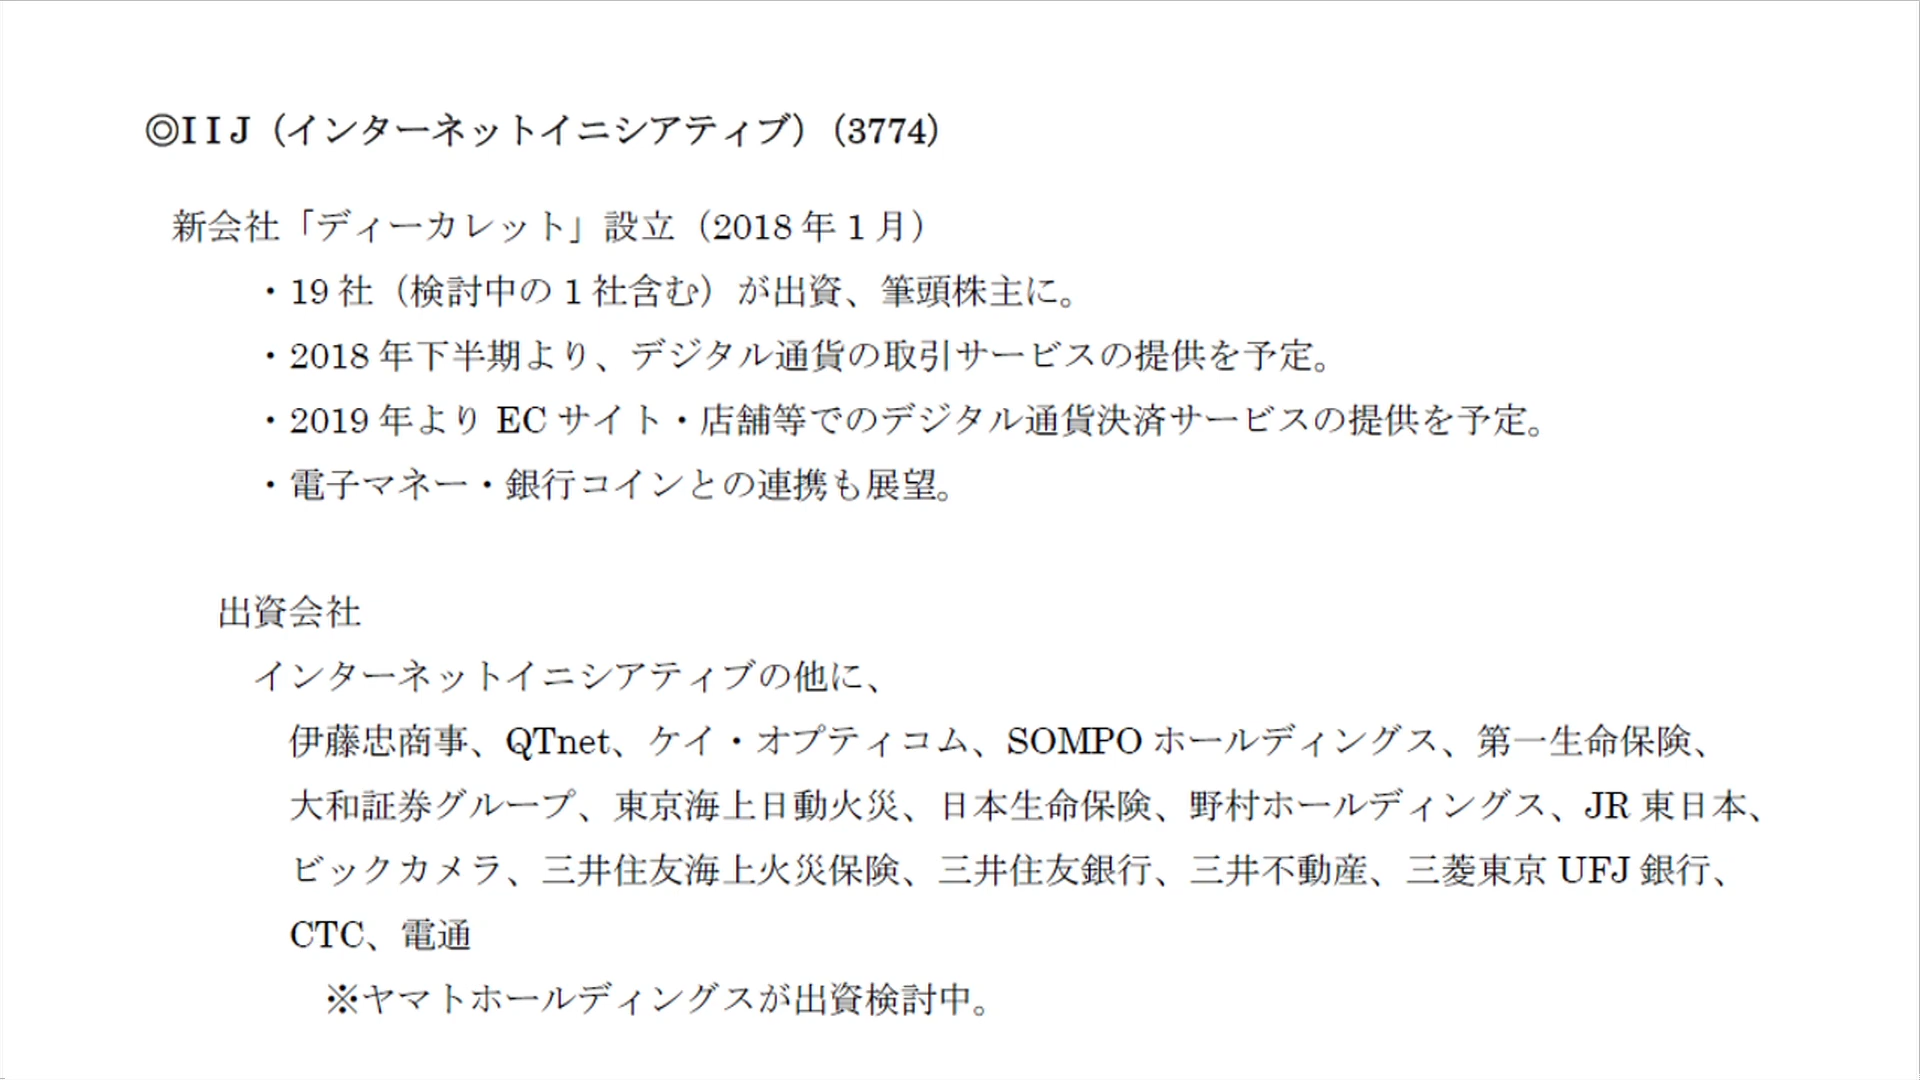 ◎IIJ（インターネットイニシアティブ）（3774）
新会社「ディーカレット」設立（2018年1月）
・19社（検討中の1社含む）が出資、筆頭株主に。
・2018年下半期より、デジタル通貨の取引サービスの提供を予定。
・2019年よりECサイト・店舗等でのデジタル通貨決済サービスの提供を予定。
・電子マネー・銀行コインとの連携も展望。
出資会社
インターネットイニシアティブの他に、
伊藤忠商事、QTnet、ケイ・オプティコム、SOMPOホールディングス、第一生命保険、
大和証券グループ、東京海上日動火災、日本生命保険、野村ホールディングス、JR東日本、
ビックカメラ、三井住友海上火災保険、三井住友銀行、三井不動産、三菱東京UFJ銀行、
CTC、電通
※ヤマトホールディングスが出資検討中。